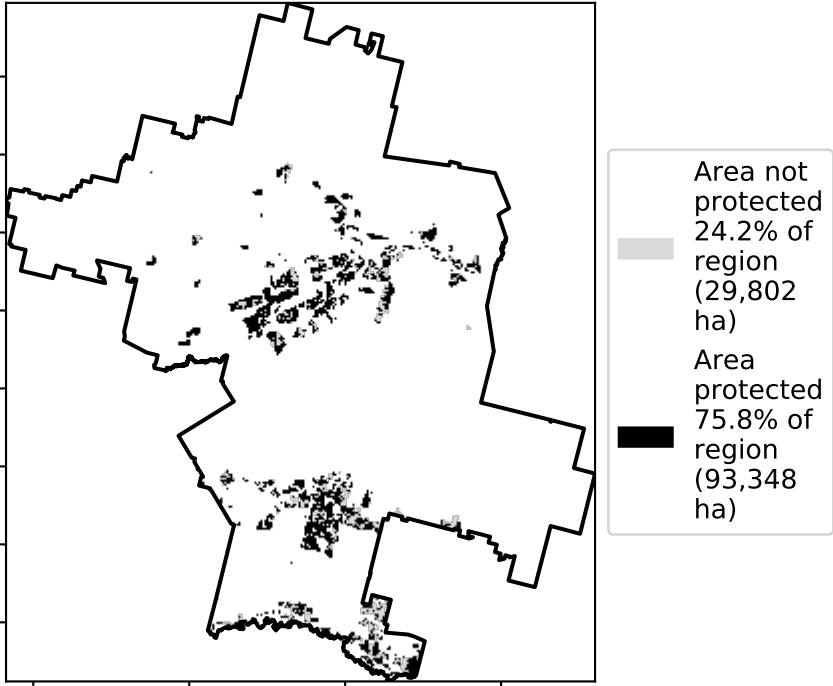 Area not
protected
24.2% of
region
(29,802
ha)
Area
protected
75.8% of
region
(93,348
ha)